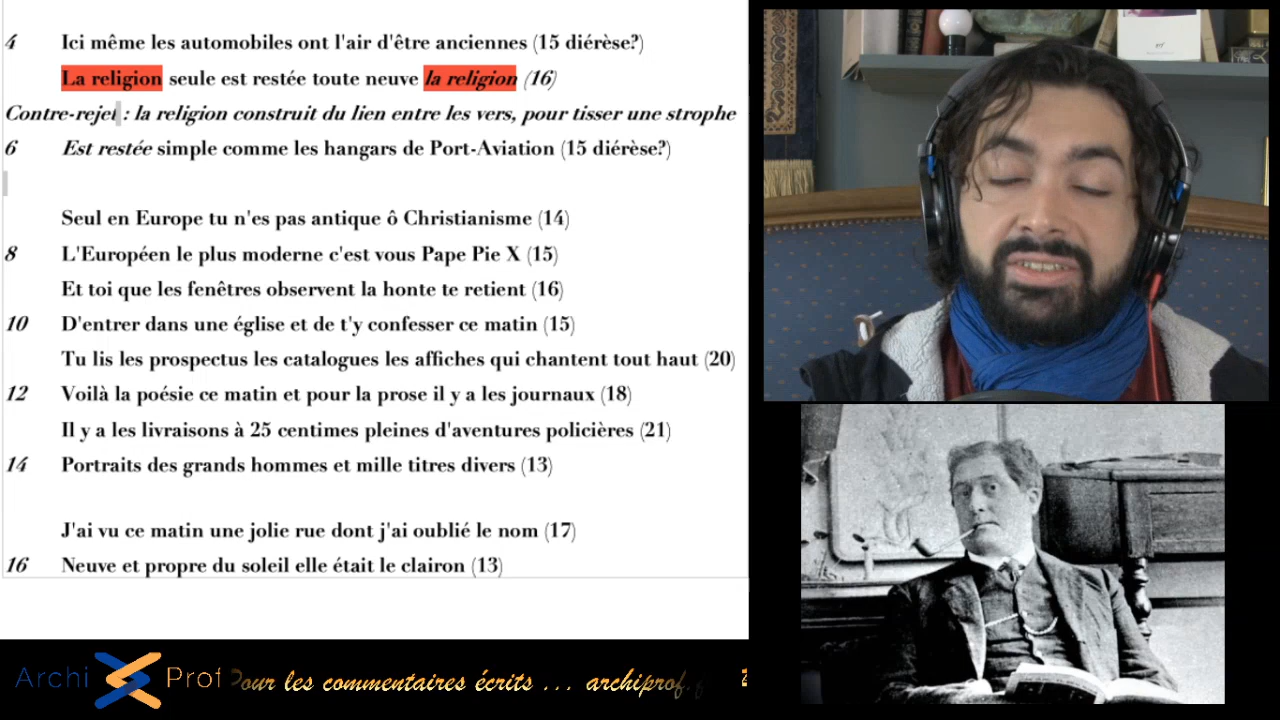 4 Ici même les automobiles ont l'air d'être anciennes (15 diérèse?)
La religion seule est restée toute neuve la religion (16)
Contre-rejet : la religion construit du lien entre les vers, pour tisser une strophe
6 Est restée simple comme les hangars de Port-Aviation (15 diérèse?)
Seul en Europe tu n'es pas antique ô Christianisme (14)
8 L'Européen le plus moderne c'est vous Pape Pie X (15)
Et toi que les fenêtres observent la honte te retient (16)
10 D'entrer dans une église et de t'y confesser ce matin (15)
Tu lis les prospectus les catalogues les affiches qui chantent tout haut (20)
12 Voilà la poésie ce matin et pour la prose il y a les journaux (18)
Il y a les livraisons à 25 centimes pleines d'aventures policières (21)
14 Portraits des grands hommes et mille titres divers (13)
J'ai vu ce matin une jolie rue dont j'ai oublié le nom (17)
16 Neuve et propre du soleil elle était le clairon (13)
Archi Prof
Pour les commentaires écrits ... archiprof.f